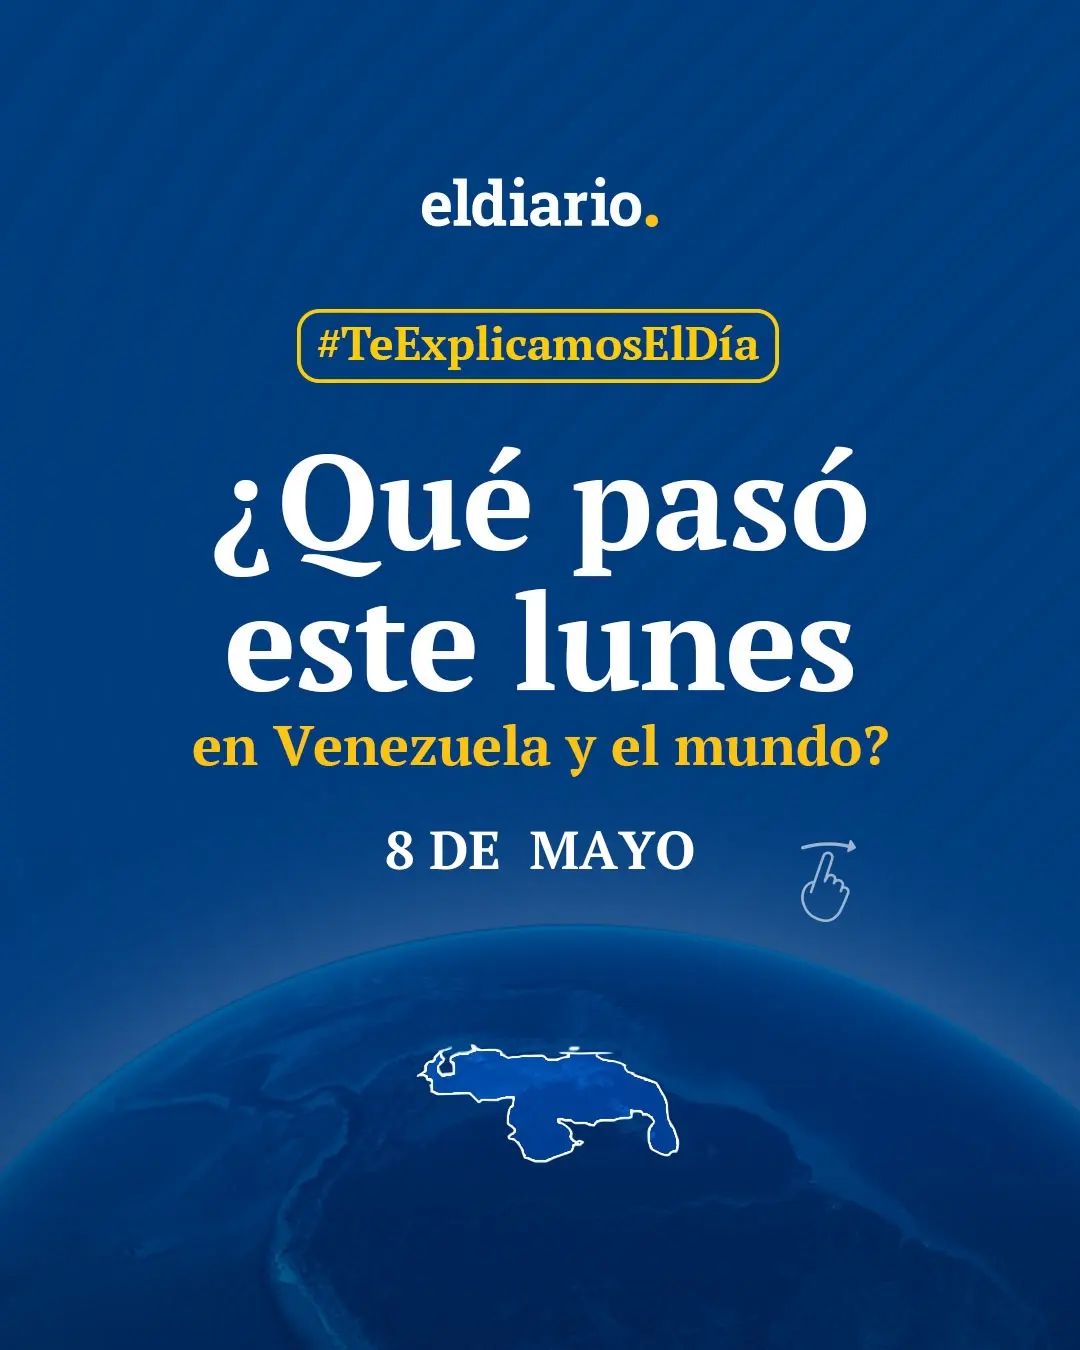 eldiario.
#TeExplicamosElDía
¿Qué pasó
este lunes
en Venezuela y el mundo?
8 DE MAYO